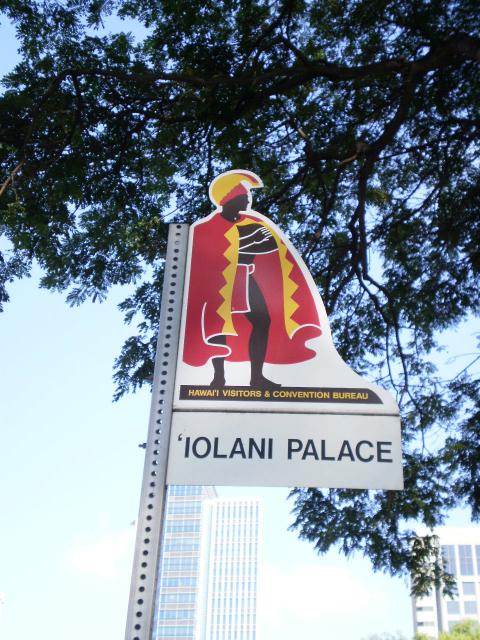 HAWAI'I VISITORS & CONVENTION BUREAU
'IOLANI PALACE